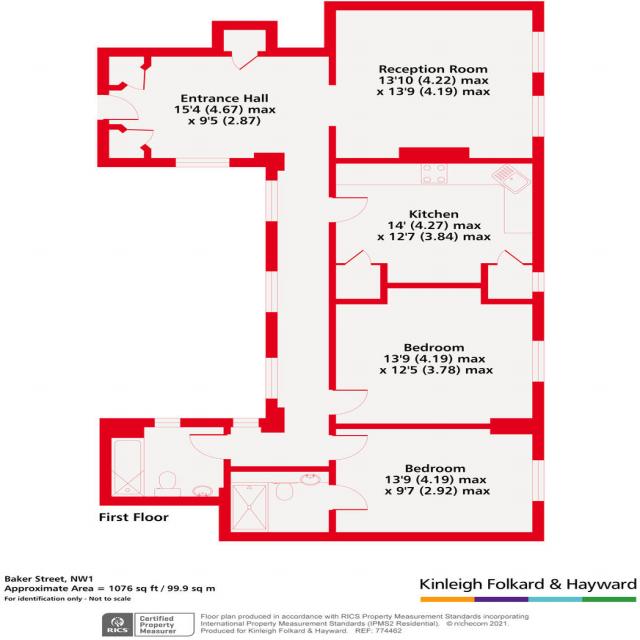 Reception Room
13'10 (4.22) max
x 13'9 (4.19) max
Entrance Hall
15'4 (4.67) max
x 9'5 (2.87)
Kitchen
14' (4.27) max
x 12'7 (3.84) max
Bedroom
13'9 (4.19) max
x 12'5 (3.78) max
Bedroom
13'9 (4.19) max
x 9'7 (2.92) max
First Floor
Baker Street, NW1
Approximate Area = 1076 sq ft / 99.9 sq m
For identification only - Not to scale
Kinleigh Folkard & Hayward
RICS
Certified
Property
Measurer
Floor plan produced in accordance with RICS Property Measurement Standards incorporating
International Property Measurement Standards (IPMS2 Residential). © nichecom 2021.
Produced for Kinleigh Folkard & Hayward. REF: 774462